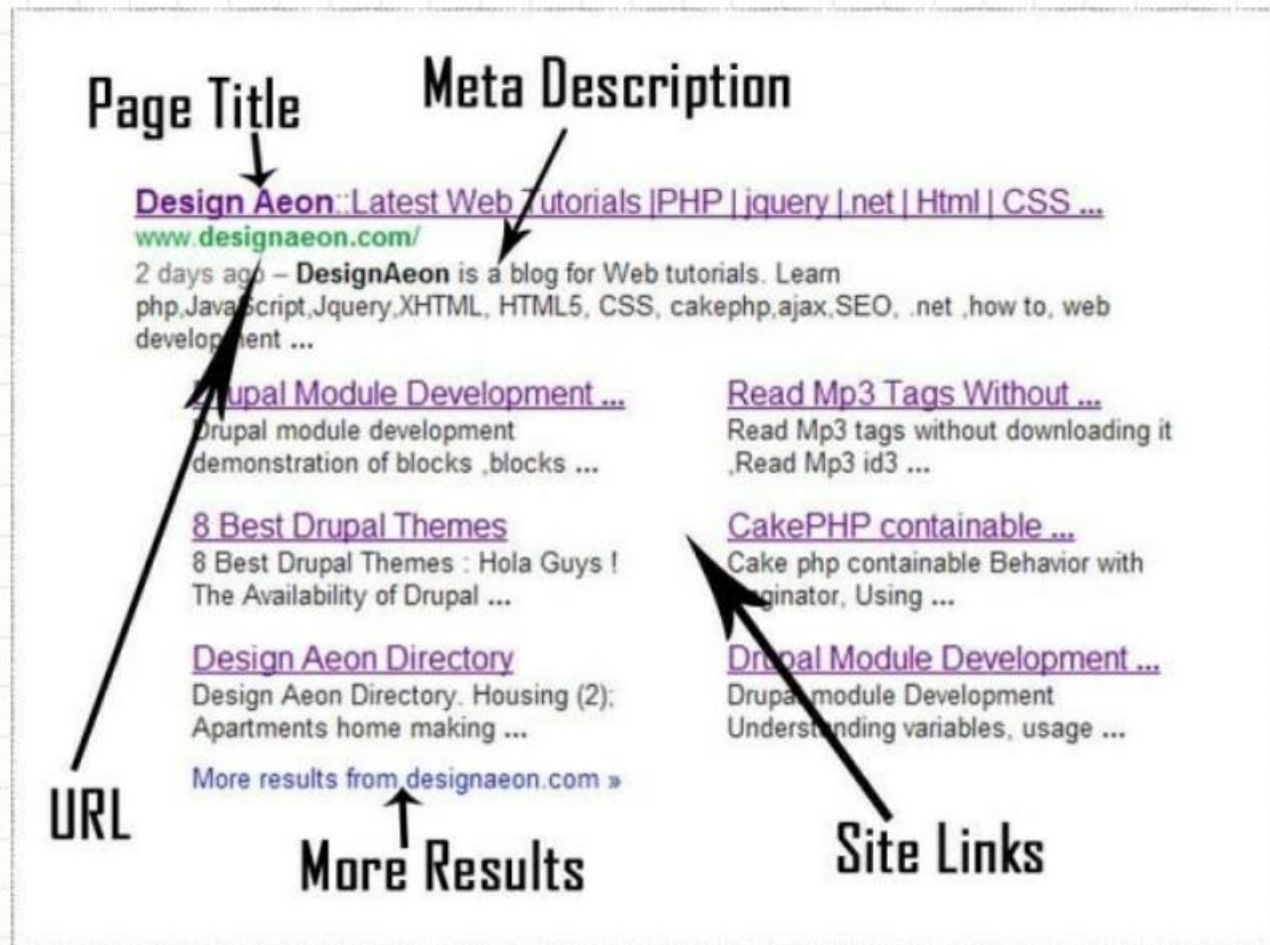 Page Title
Meta Description
Design Aeon::Latest Web Tutorials |PHP | jquery |.net | Html | CSS ...
www.designaeon.com/
2 days ago – DesignAeon is a blog for Web tutorials. Learn
php,JavaScript,Jquery,XHTML, HTML5, CSS, cakephp,ajax,SEO, .net ,how to, web
development ...
Drupal Module Development ...
Drupal module development
demonstration of blocks ,blocks ...
Read Mp3 Tags Without ...
Read Mp3 tags without downloading it
,Read Mp3 id3 ...
8 Best Drupal Themes
8 Best Drupal Themes : Hola Guys !
The Availability of Drupal ...
CakePHP containable ...
Cake php containable Behavior with
Paginator, Using ...
Design Aeon Directory
Design Aeon Directory. Housing (2);
Apartments home making ...
Drupal Module Development ...
Drupal module Development
Understanding variables, usage ...
More results from designaeon.com »
URL
More Results
Site Links